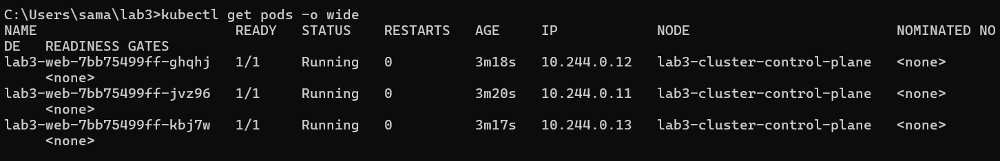 C:\Users\sama\lab3>kubectl get pods -o wide
NAME                        READY   STATUS    RESTARTS   AGE     IP            NODE                         NOMINATED NO
DE   READINESS GATES
lab3-web-7bb75499ff-ghqhj   1/1     Running   0          3m18s   10.244.0.12   lab3-cluster-control-plane   <none>
     <none>
lab3-web-7bb75499ff-jvz96   1/1     Running   0          3m20s   10.244.0.11   lab3-cluster-control-plane   <none>
     <none>
lab3-web-7bb75499ff-kbj7w   1/1     Running   0          3m17s   10.244.0.13   lab3-cluster-control-plane   <none>
     <none>